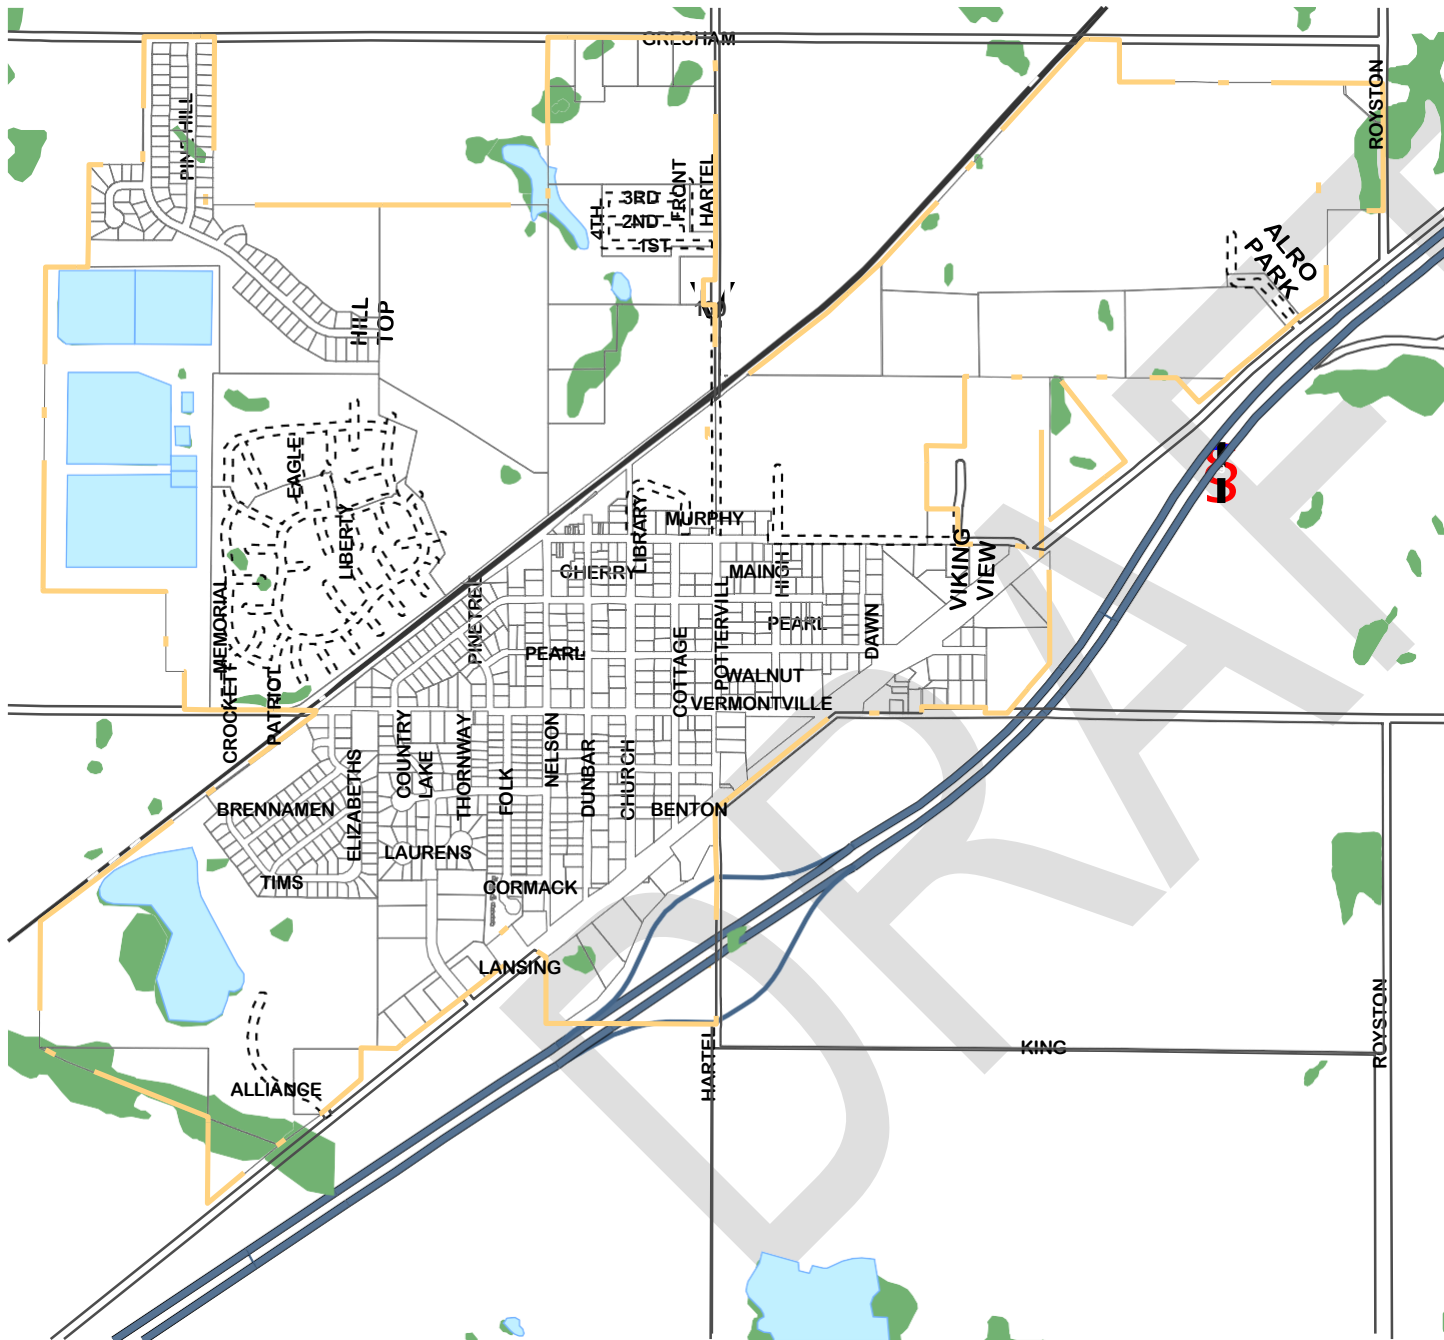 GRESHAM
ROYSTON
PINE HILL
3RD
FRONT
HARTEL
4TH
2ND
1ST
ALRO
PARK
HILL
TOP
EAGLE
LIBERTY
LIBRARY
MURPHY
VIKING
VIEW
CHERRY
MAIN
HIGH
MEMORIAL
PINETREE
PEARL
POTTERVILLE
COTTAGE
PEARL
DAWN
CROCKETT
PATRIOT
WALNUT
VERMONTVILLE
COUNTRY
LAKE
THORNWAY
NELSON
DUNBAR
CHURCH
ELIZABETHS
FOLK
BRENNAMEN
BENTON
LAURENS
TIMS
CORMACK
LANSING
ROYSTON
HARTEL
KING
ALLIANCE
DRAFT